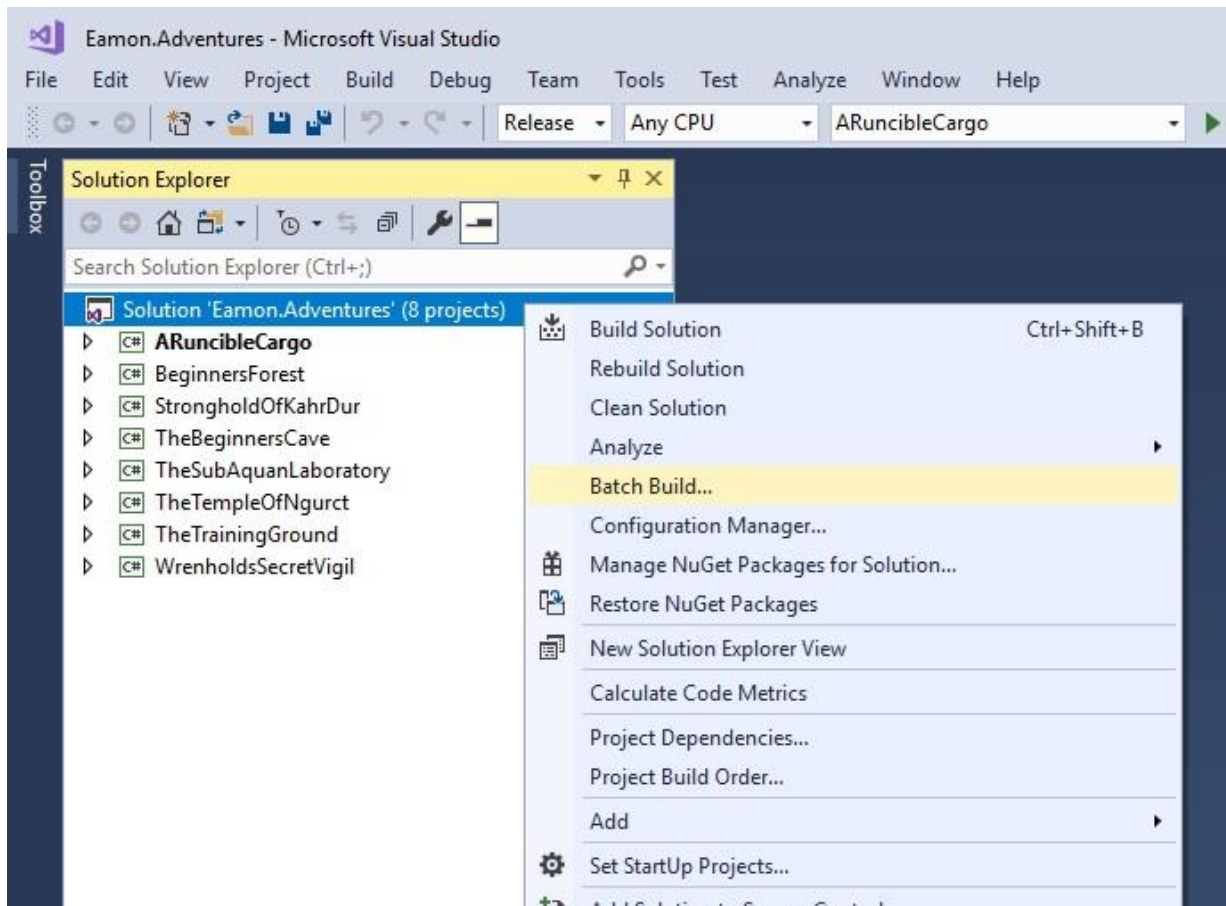 Eamon.Adventures - Microsoft Visual Studio
File Edit View Project Build Debug Team Tools Test Analyze Window Help
Release Any CPU ARuncibleCargo
Toolbox
Solution Explorer
Search Solution Explorer (Ctrl+;)
Solution 'Eamon.Adventures' (8 projects)
C# ARuncibleCargo
C# BeginnersForest
C# StrongholdOfKahrDur
C# TheBeginnersCave
C# TheSubAquanLaboratory
C# TheTempleOfNgurct
C# TheTrainingGround
C# WrenholdsSecretVigil
Build Solution Ctrl+Shift+B
Rebuild Solution
Clean Solution
Analyze
Batch Build...
Configuration Manager...
Manage NuGet Packages for Solution...
Restore NuGet Packages
New Solution Explorer View
Calculate Code Metrics
Project Dependencies...
Project Build Order...
Add
Set StartUp Projects...